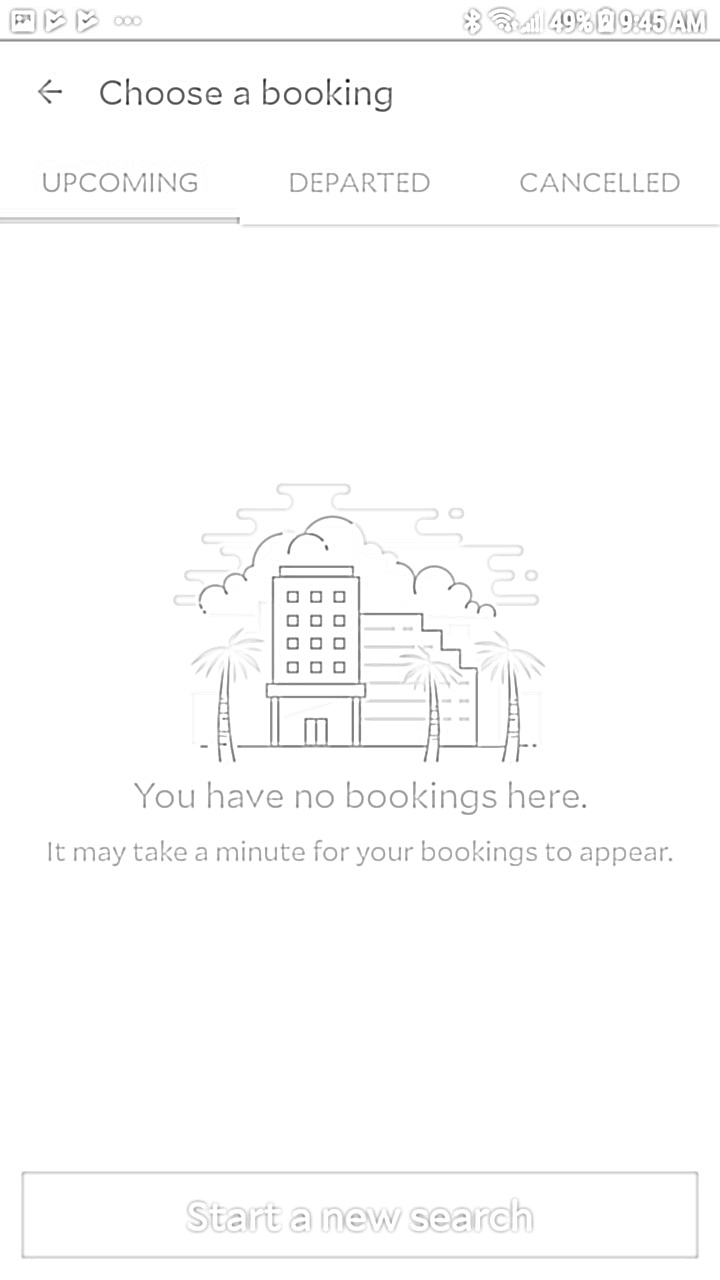 49% 9:45 AM
Choose a booking
UPCOMING DEPARTED CANCELLED
You have no bookings here.
It may take a minute for your bookings to appear.
Start a new search